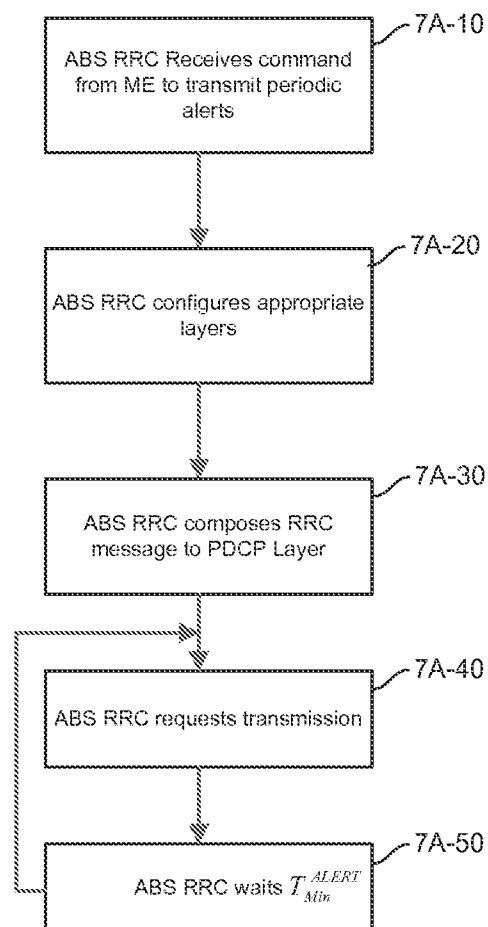 7A-10
ABS RRC Receives command
from ME to transmit periodic
alerts
7A-20
ABS RRC configures appropriate
layers
7A-30
ABS RRC composes RRC
message to PDCP Layer
7A-40
ABS RRC requests transmission
7A-50
ABS RRC waits T_{Min}^{ALERT}